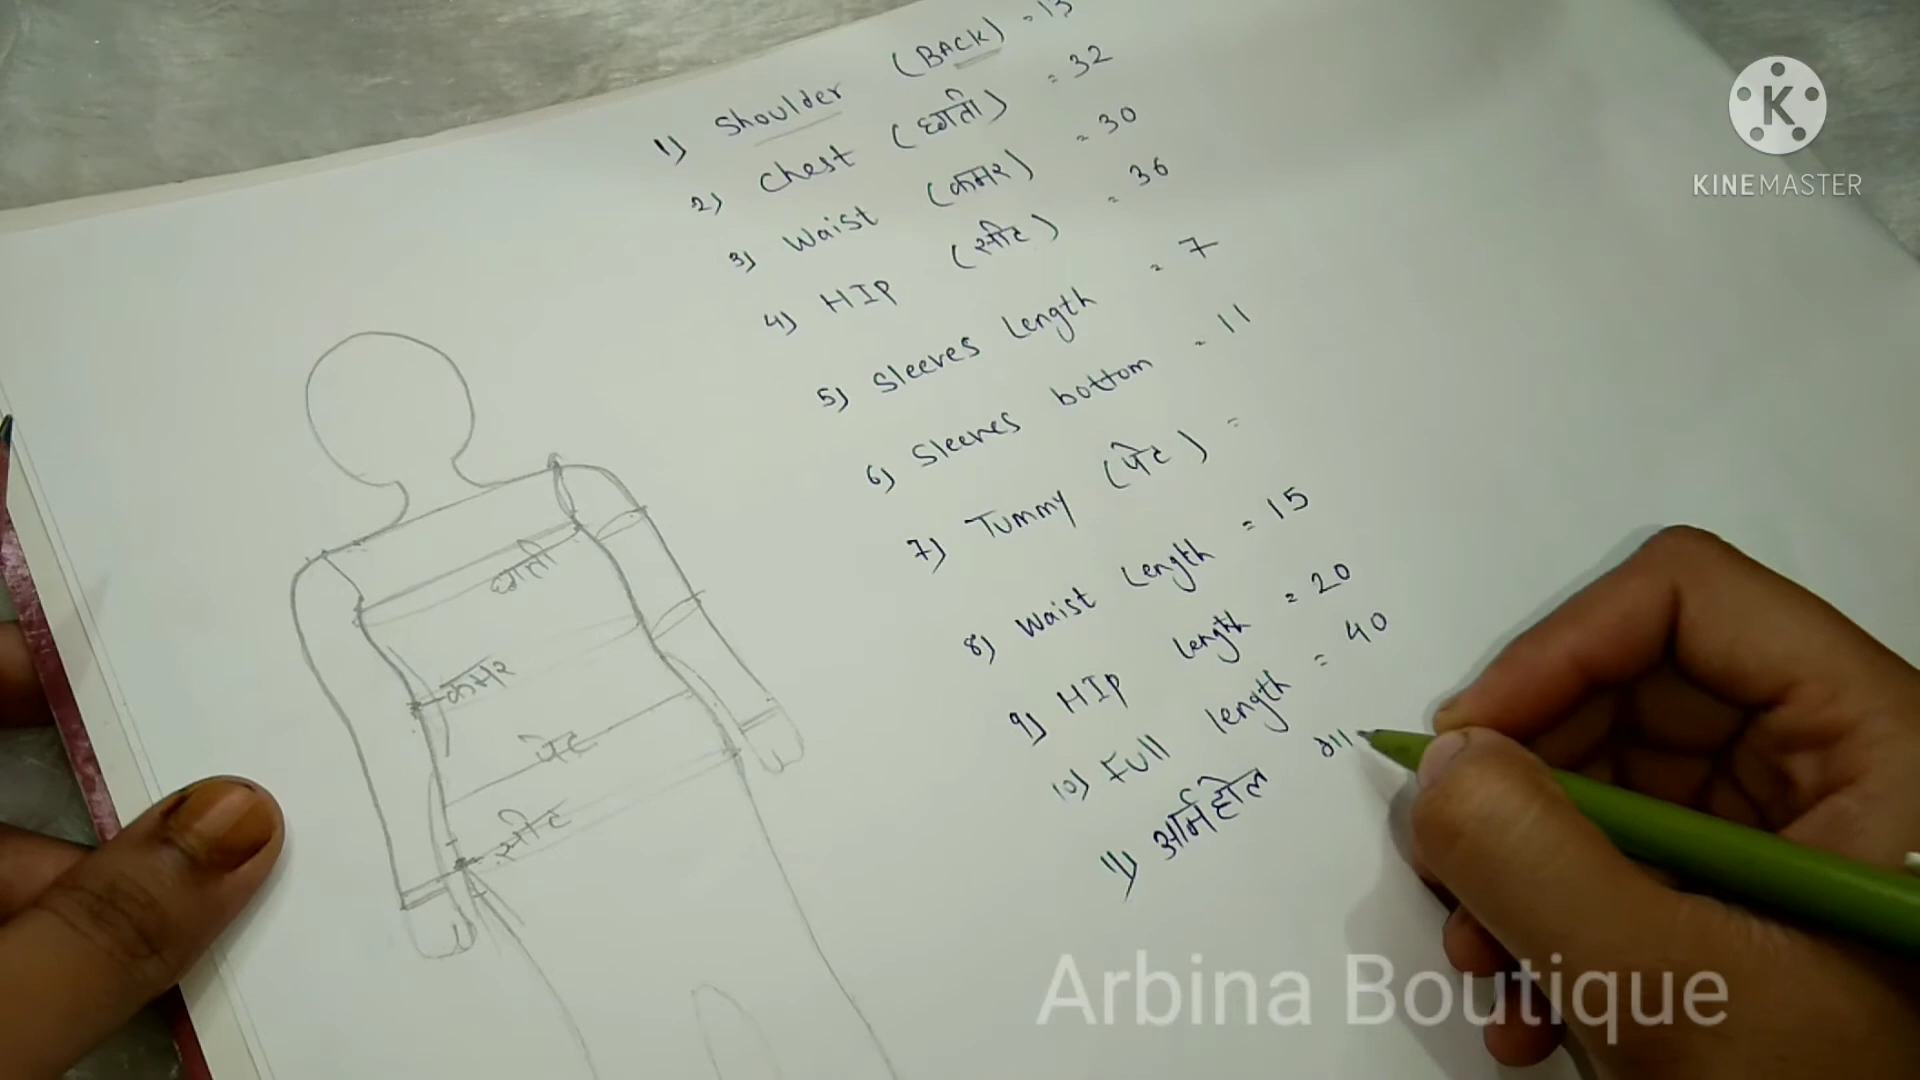 1) Shoulder (BACK) = 13
2) Chest (छाती) = 32
3) Waist (कमर) = 30
4) HIP (सीट) = 36
5) Sleeves Length = 7
6) Sleeves bottom = 11
7) Tummy (पेट) =
8) Waist Length = 15
9) HIP length = 20
10) Full length = 40
11) आर्महोल
छाती
कमर
पेट
सीट
K
KINEMASTER
Arbina Boutique